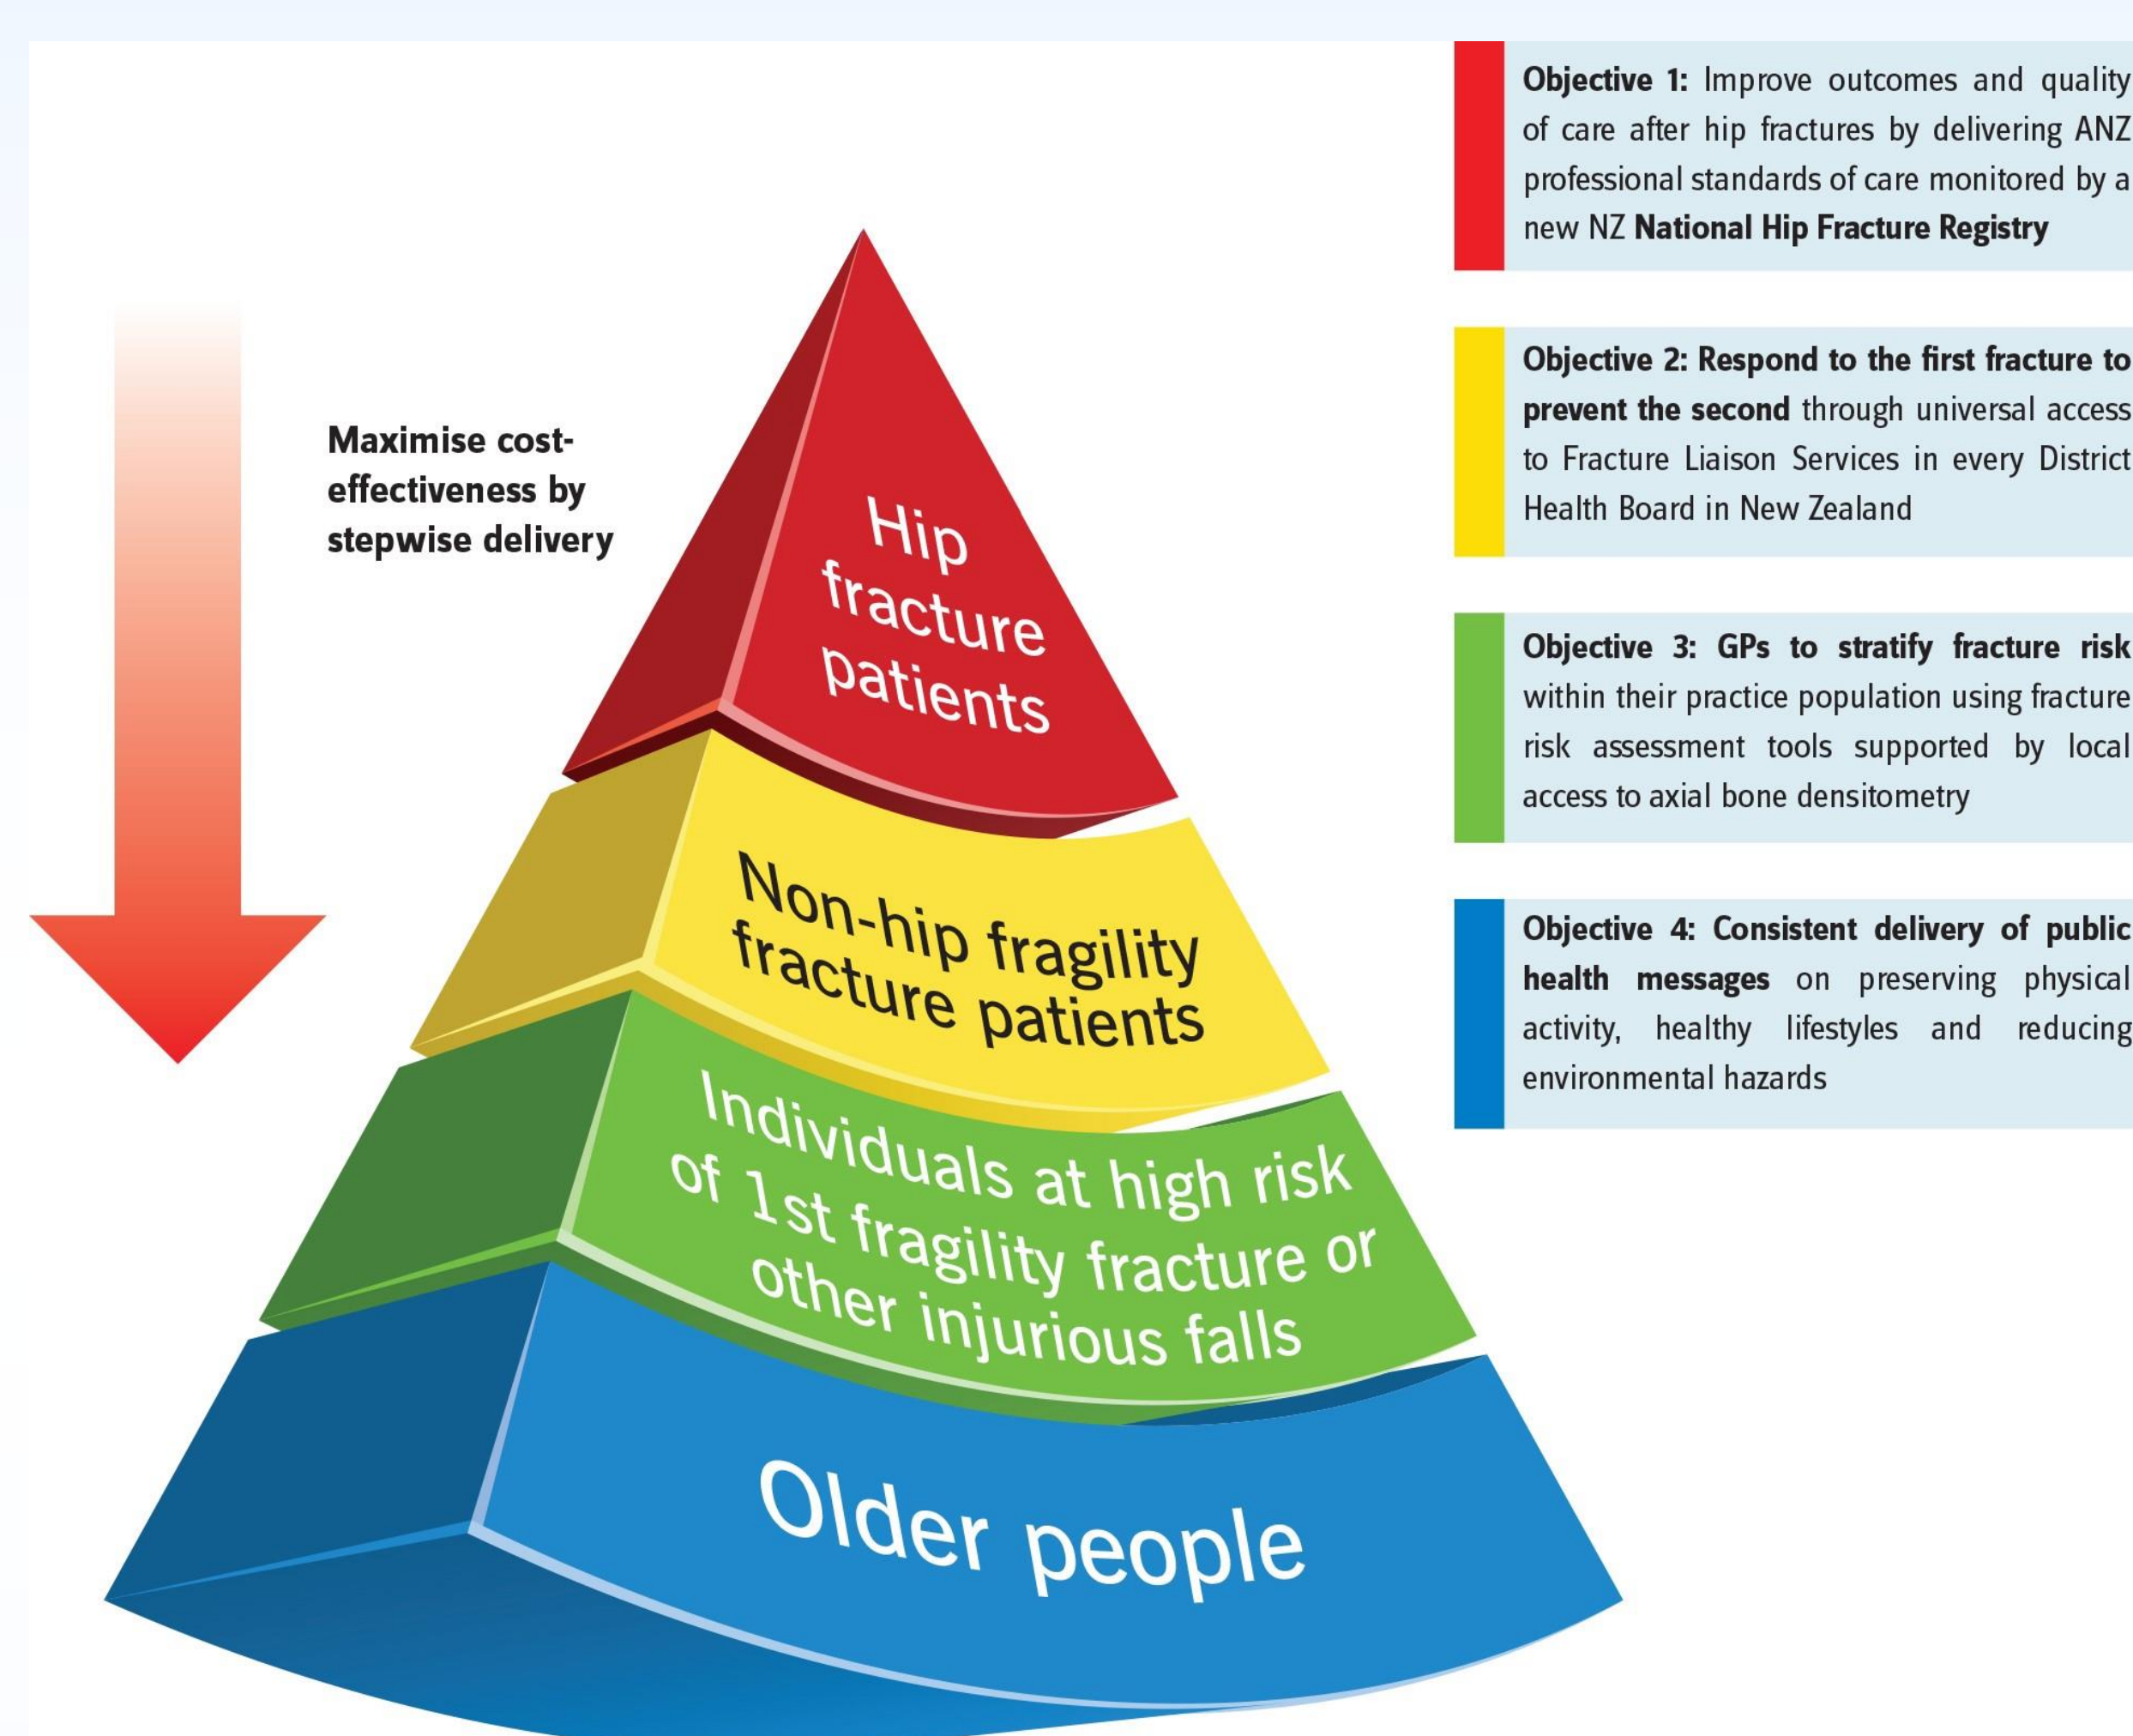 Maximise cost-
effectiveness by
stepwise delivery
Hip
fracture
patients
Non-hip fragility
fracture patients
Individuals at high risk
of 1st fragility fracture or
other injurious falls
Older people
Objective 1: Improve outcomes and quality
of care after hip fractures by delivering ANZ
professional standards of care monitored by a
new NZ National Hip Fracture Registry
Objective 2: Respond to the first fracture to
prevent the second through universal access
to Fracture Liaison Services in every District
Health Board in New Zealand
Objective 3: GPs to stratify fracture risk
within their practice population using fracture
risk assessment tools supported by local
access to axial bone densitometry
Objective 4: Consistent delivery of public
health messages on preserving physical
activity, healthy lifestyles and reducing
environmental hazards